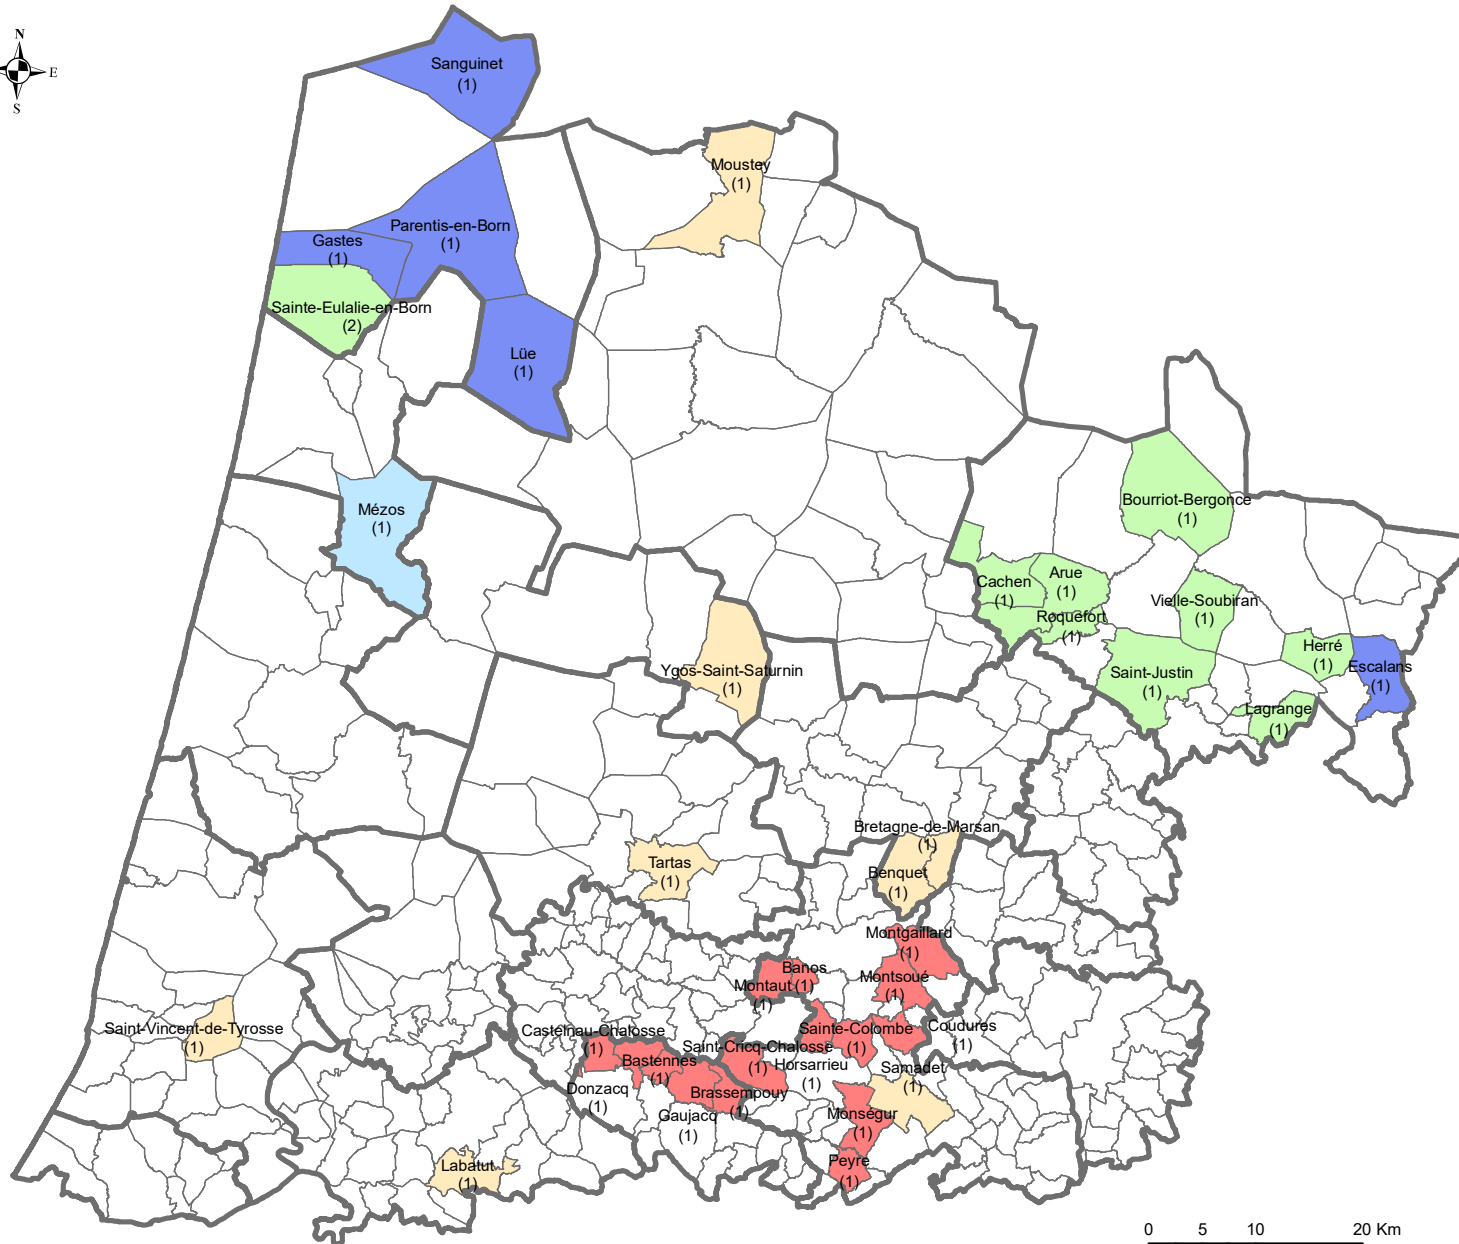 N
E
S
Sanguinet
(1)
Moustey
(1)
Parentis-en-Born
(1)
Gastes
(1)
Sainte-Eulalie-en-Born
(2)
Lüe
(1)
Mézos
(1)
Bourriot-Bergonce
(1)
Cachen
(1)
Arue
(1)
Roquefort
(1)
Vielle-Soubiran
(1)
Herré
(1)
Escalans
(1)
Saint-Justin
(1)
Lagrange
(1)
Ygos-Saint-Saturnin
(1)
Bretagne-de-Marsan
(1)
Benquet
(1)
Tartas
(1)
Montgaillard
(1)
Banos
(1)
Montaut
(1)
Montsoué
(1)
Saint-Vincent-de-Tyrosse
(1)
Castelnau-Chalosse
(1)
Sainte-Colombe
(1)
Coudures
(1)
Saint-Cricq-Chalosse
(1)
Bastennes
(1)
Horsarrieu
(1)
Samadet
(1)
Donzacq
(1)
Brassempouy
(1)
Gaujacq
(1)
Monségur
(1)
Peyre
(1)
Labatut
(1)
0 5 10 20 Km